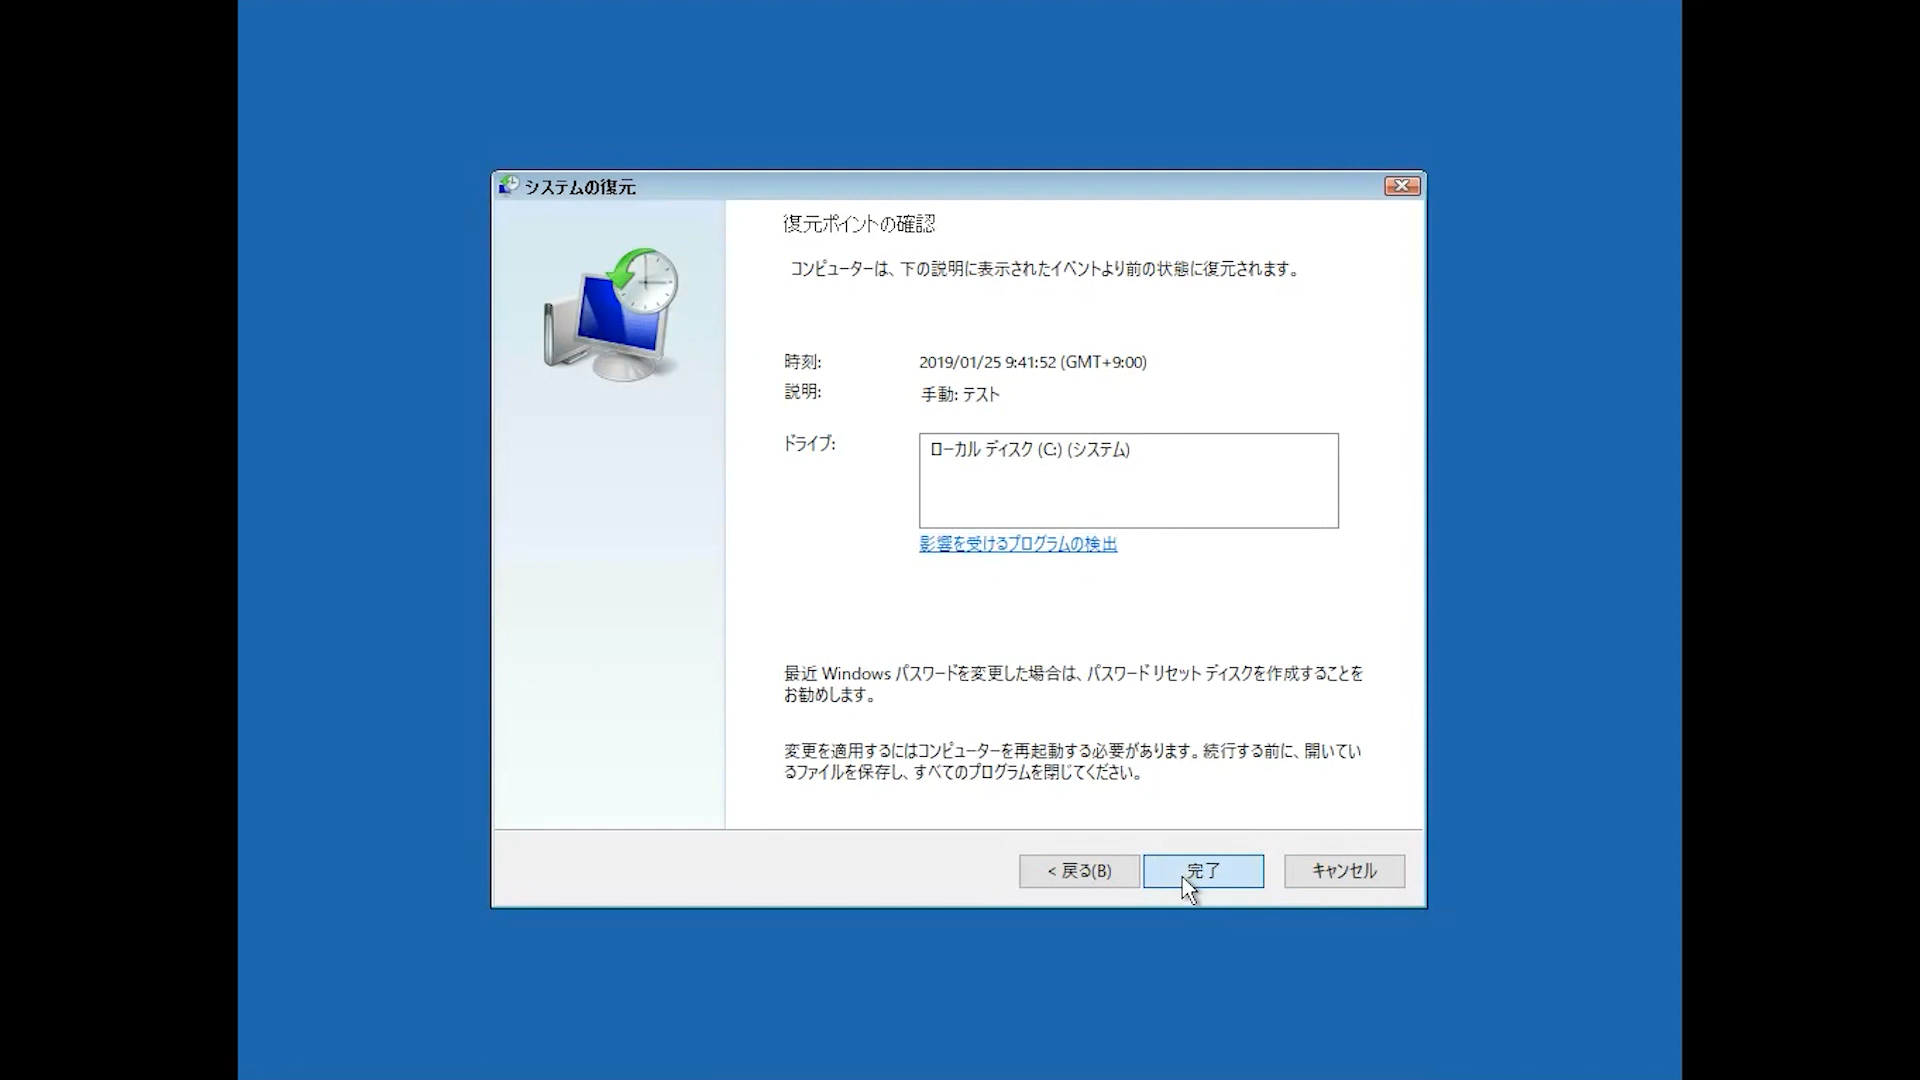 システムの復元
復元ポイントの確認
コンピューターは、下の説明に表示されたイベントより前の状態に復元されます。
時刻: 2019/01/25 9:41:52 (GMT+9:00)
説明: 手動: テスト
ドライブ: ローカル ディスク (C:) (システム)
影響を受けるプログラムの検出
最近 Windows パスワードを変更した場合は、パスワード リセット ディスクを作成することを
お勧めします。
変更を適用するにはコンピューターを再起動する必要があります。続行する前に、開いてい
るファイルを保存し、すべてのプログラムを閉じてください。
< 戻る(B) 完了 キャンセル